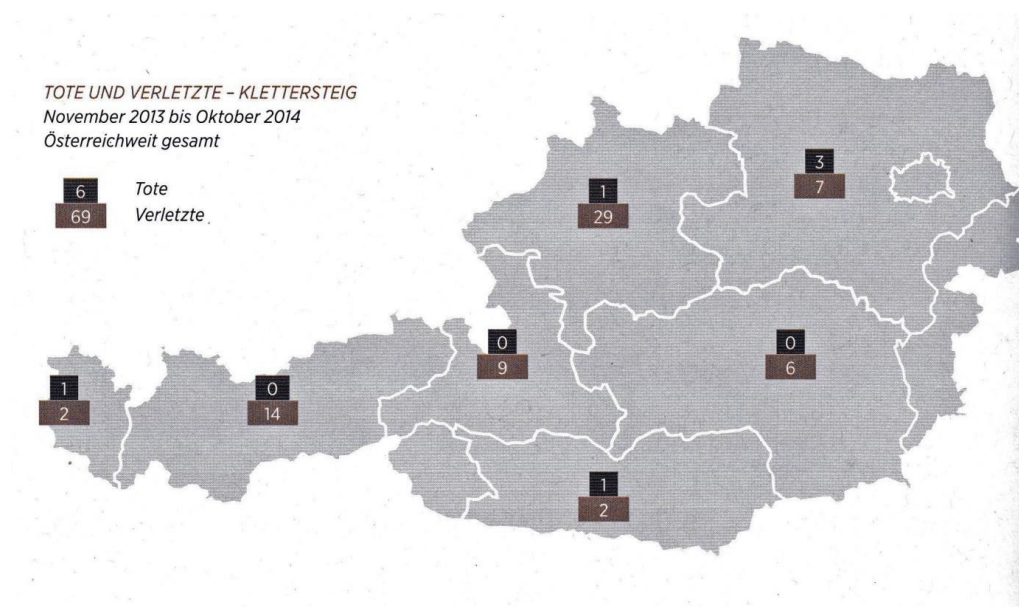 TOTE UND VERLETZTE – KLETTERSTEIG
November 2013 bis Oktober 2014
Österreichweit gesamt
6 Tote
69 Verletzte
3
7
1
29
0
9
0
6
1
2
0
14
1
2